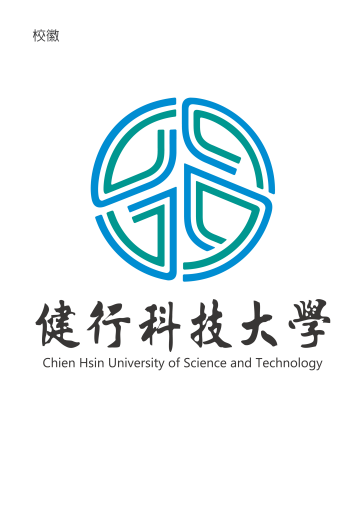 校徽
健行科技大學
Chien Hsin University of Science and Technology